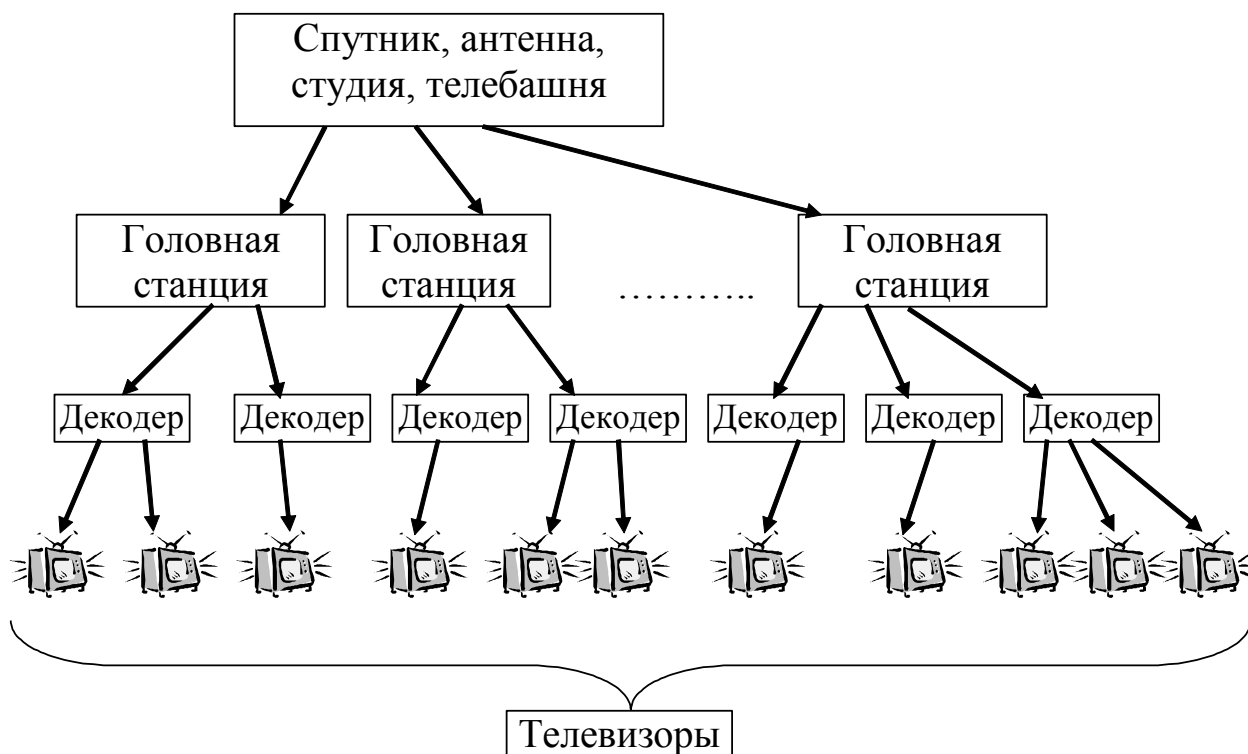 Спутник, антенна,
студия, телебашня
Головная
станция
Головная
станция
………..
Головная
станция
Декодер
Декодер
Декодер
Декодер
Декодер
Декодер
Декодер
Телевизоры